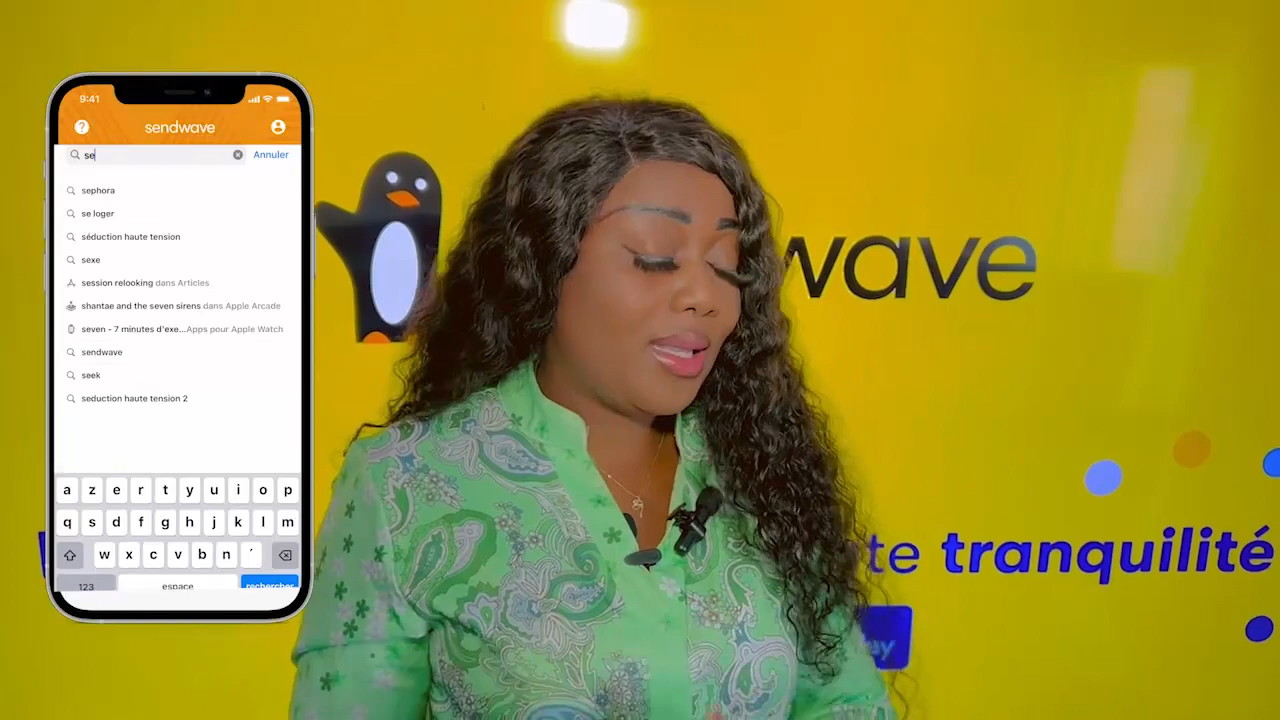 9:41
sendwave
se
Annuler
sephora
se loger
séduction haute tension
sexe
session relooking dans Articles
shantae and the seven sirens dans Apple Arcade
seven - 7 minutes d'exe...Apps pour Apple Watch
sendwave
seek
seduction haute tension 2
a z e r t y u i o p
q s d f g h j k l m
w x c v b n ´
123 espace rechercher
wave
te tranquilité